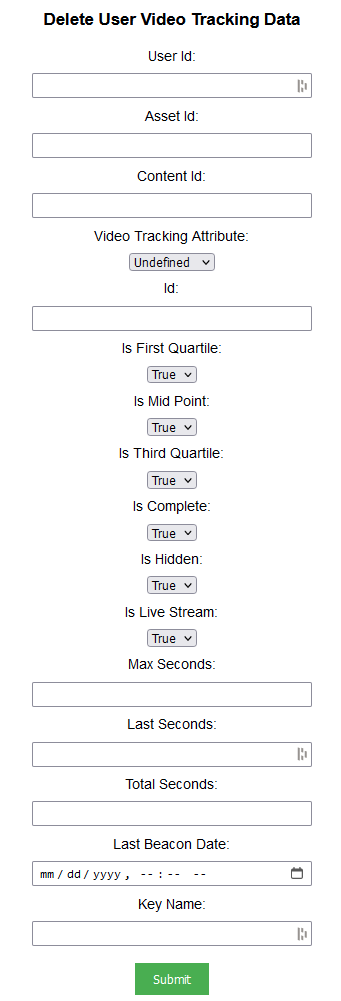 Delete User Video Tracking Data
User Id:
Asset Id:
Content Id:
Video Tracking Attribute:
Undefined
Id:
Is First Quartile:
True
Is Mid Point:
True
Is Third Quartile:
True
Is Complete:
True
Is Hidden:
True
Is Live Stream:
True
Max Seconds:
Last Seconds:
Total Seconds:
Last Beacon Date:
mm/dd/yyyy, --:-- --
Key Name:
Submit